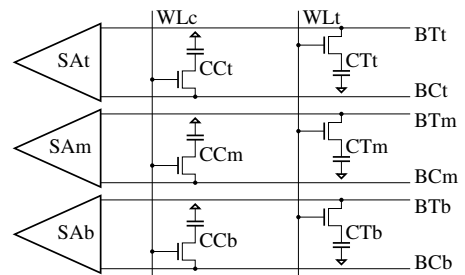 WLc WLt
BTt
SAt CCt CTt
BCt
BTm
SAm CCm CTm
BCm
BTb
SAb CCb CTb
BCb